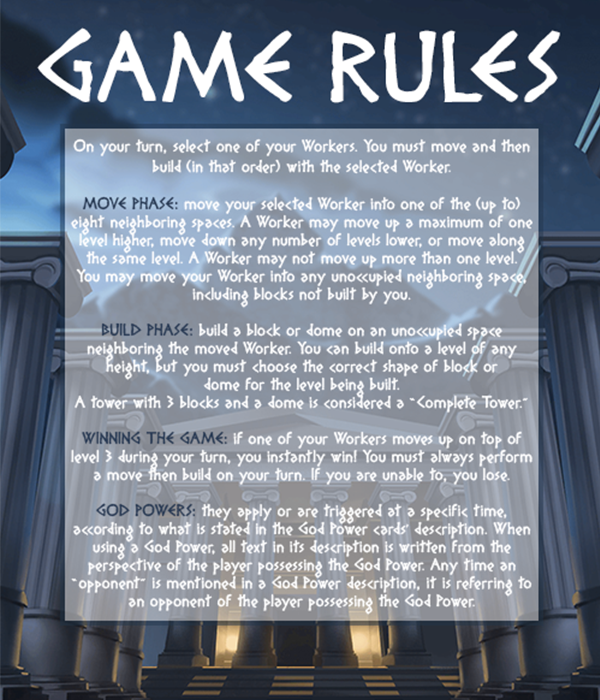 GAME RULES
On your turn, select one of your Workers. You must move and then
build (in that order) with the selected Worker.
MOVE PHASE: move your selected Worker into one of the (up to)
eight neighboring spaces. A Worker may move up a maximum of one
level higher, move down any number of levels lower, or move along
the same level. A Worker may not move up more than one level.
You may move your Worker into any unoccupied neighboring space,
including blocks not built by you.
BUILD PHASE: build a block or dome on an unoccupied space
neighboring the moved Worker. You can build onto a level of any
height, but you must choose the correct shape of block or
dome for the level being built.
A tower with 3 blocks and a dome is considered a "Complete Tower."
WINNING THE GAME: if one of your Workers moves up on top of
level 3 during your turn, you instantly win! You must always perform
a move then build on your turn. If you are unable to, you lose.
GOD POWERS: they apply or are triggered at a specific time,
according to what is stated in the God Power cards' description. When
using a God Power, all text in its description is written from the
perspective of the player possessing the God Power. Any time an
"opponent" is mentioned in a God Power description, it is referring to
an opponent of the player possessing the God Power.